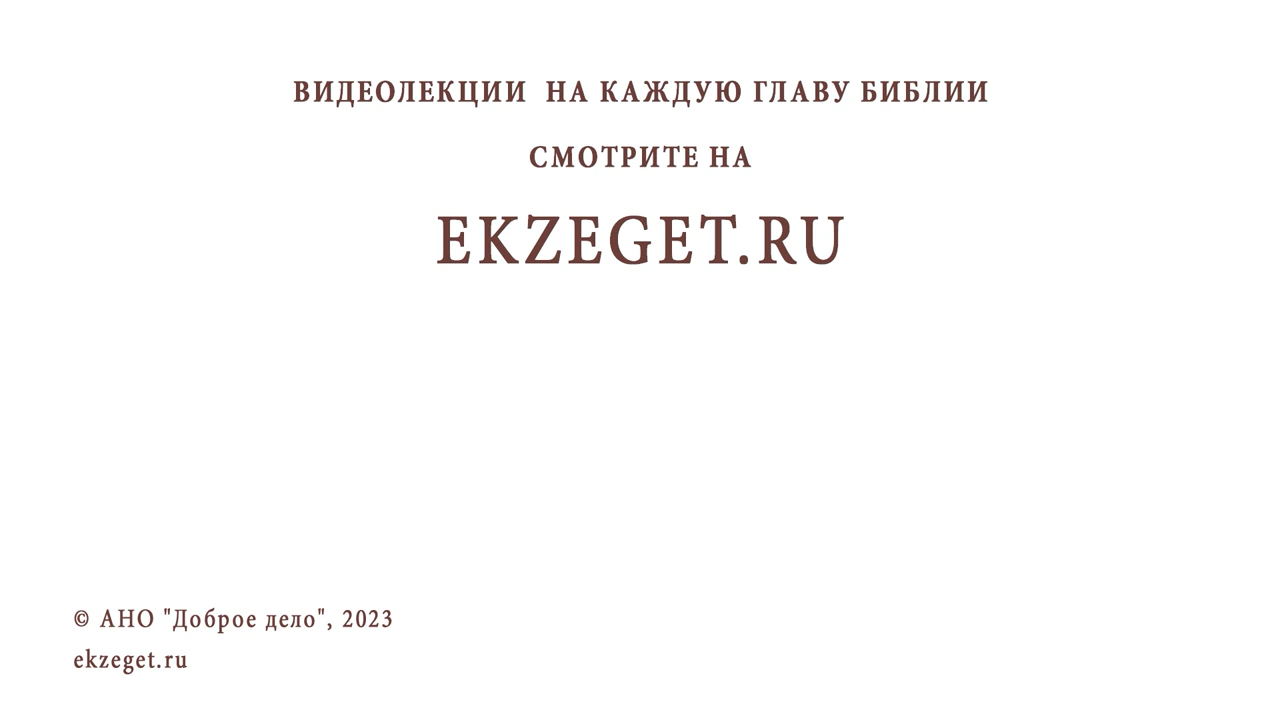 ВИДЕОЛЕКЦИИ НА КАЖДУЮ ГЛАВУ БИБЛИИ
СМОТРИТЕ НА
EKZEGET.RU
© АНО "Доброе дело", 2023
ekzeget.ru